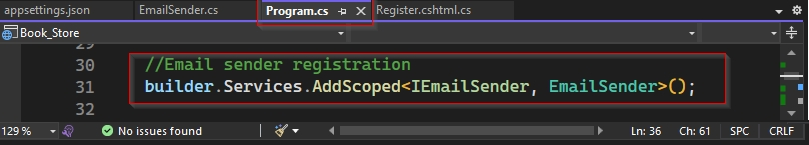 appsettings.json EmailSender.cs Program.cs Register.cshtml.cs
Book_Store
29
30 //Email sender registration
31 builder.Services.AddScoped<IEmailSender, EmailSender>();
32
129 % No issues found Ln: 36 Ch: 61 SPC CRLF